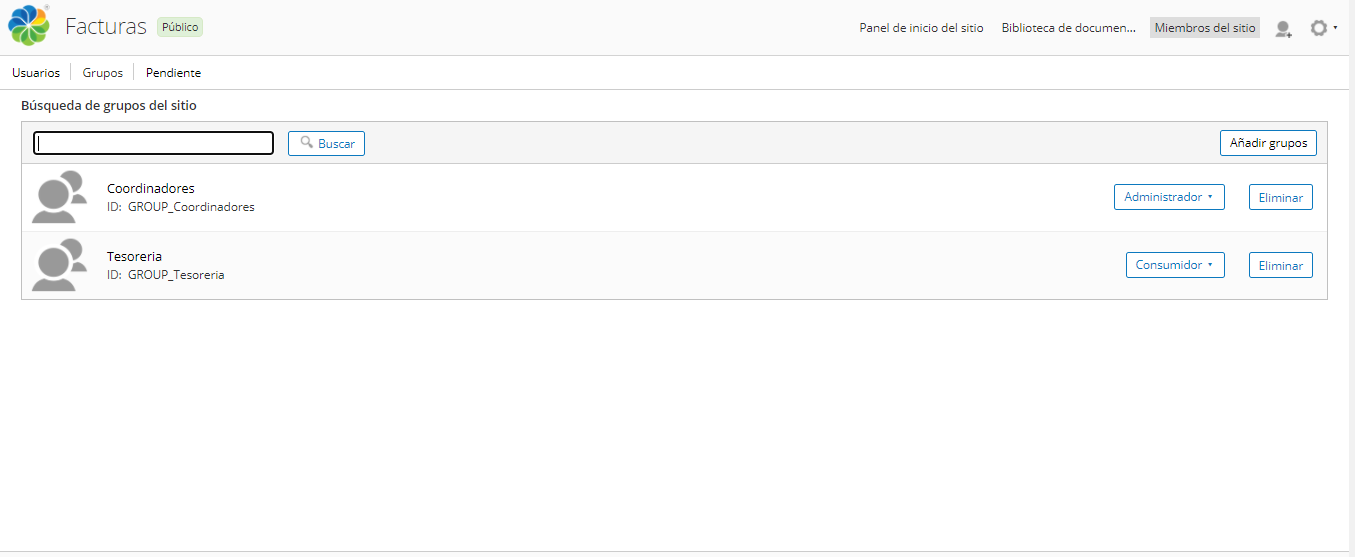 Facturas Público
Panel de inicio del sitio Biblioteca de documen... Miembros del sitio
Usuarios Grupos Pendiente
Búsqueda de grupos del sitio
Buscar Añadir grupos
Coordinadores
ID: GROUP_Coordinadores
Administrador Eliminar
Tesoreria
ID: GROUP_Tesoreria
Consumidor Eliminar